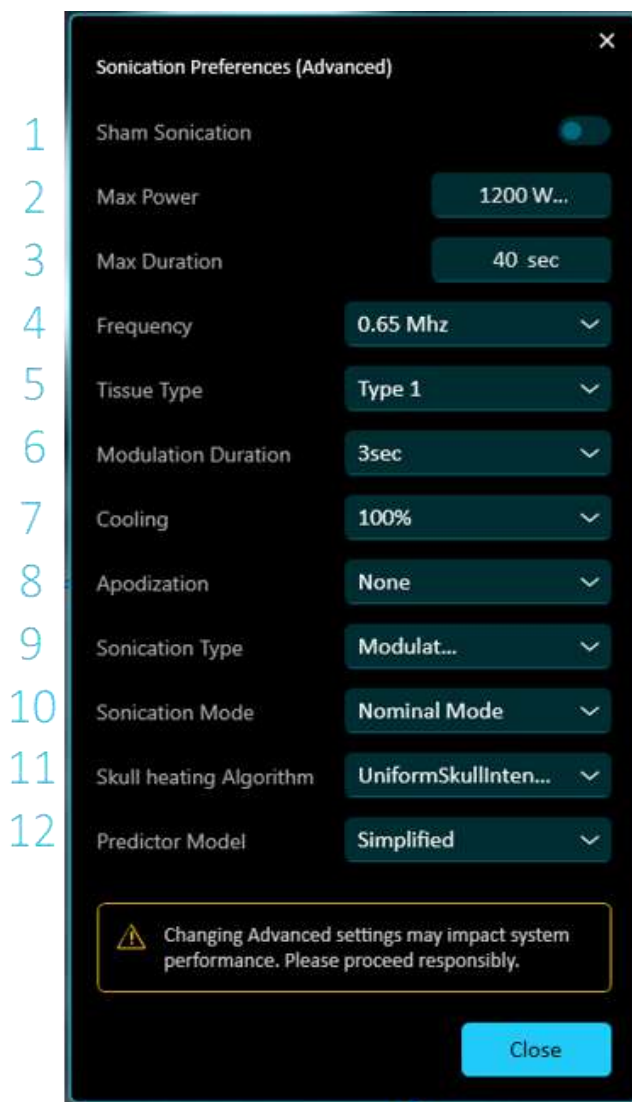 ×
Sonication Preferences (Advanced)
1 Sham Sonication
2 Max Power 1200 W...
3 Max Duration 40 sec
4 Frequency 0.65 Mhz
5 Tissue Type Type 1
6 Modulation Duration 3sec
7 Cooling 100%
8 Apodization None
9 Sonication Type Modulat...
10 Sonication Mode Nominal Mode
11 Skull heating Algorithm UniformSkullInten...
12 Predictor Model Simplified
Changing Advanced settings may impact system
performance. Please proceed responsibly.
Close